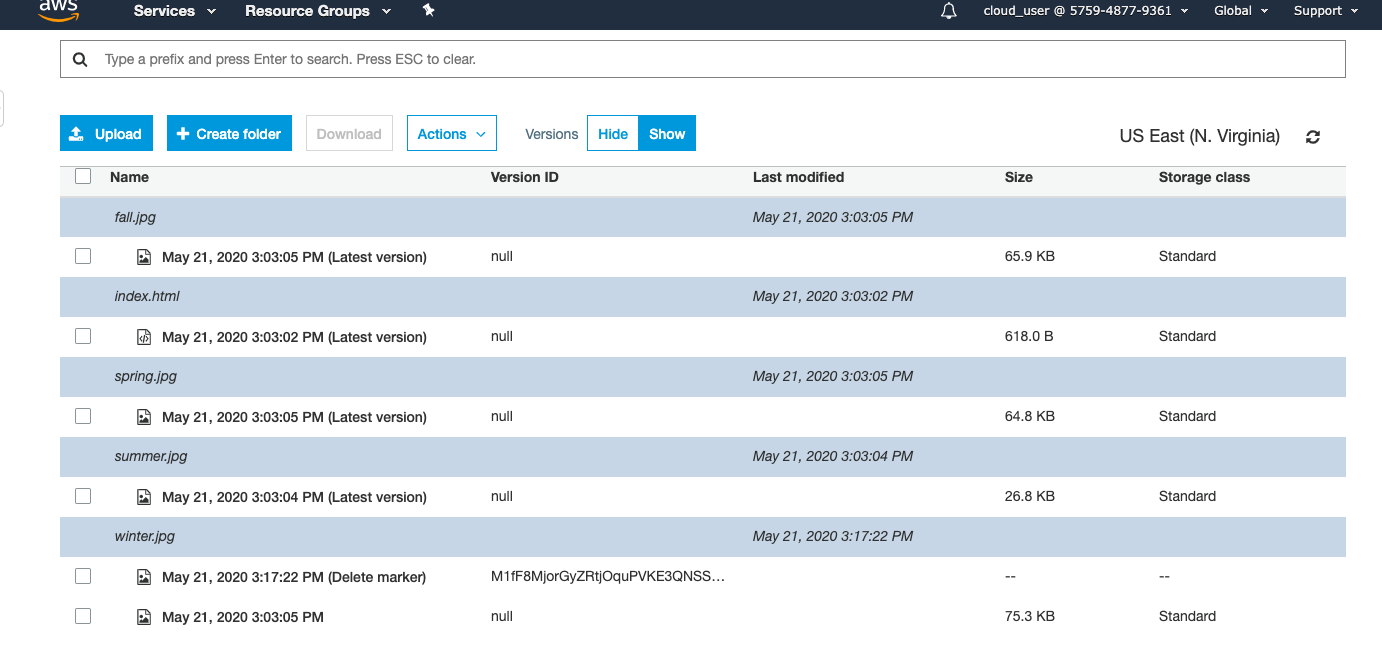 aws Services Resource Groups cloud_user @ 5759-4877-9361 Global Support
Type a prefix and press Enter to search. Press ESC to clear.
Upload Create folder Download Actions Versions Hide Show US East (N. Virginia)
Name Version ID Last modified Size Storage class
fall.jpg May 21, 2020 3:03:05 PM
May 21, 2020 3:03:05 PM (Latest version) null 65.9 KB Standard
index.html May 21, 2020 3:03:02 PM
May 21, 2020 3:03:02 PM (Latest version) null 618.0 B Standard
spring.jpg May 21, 2020 3:03:05 PM
May 21, 2020 3:03:05 PM (Latest version) null 64.8 KB Standard
summer.jpg May 21, 2020 3:03:04 PM
May 21, 2020 3:03:04 PM (Latest version) null 26.8 KB Standard
winter.jpg May 21, 2020 3:17:22 PM
May 21, 2020 3:17:22 PM (Delete marker) M1fF8MjorGyZRtjOquPVKE3QNSS... -- --
May 21, 2020 3:03:05 PM null 75.3 KB Standard